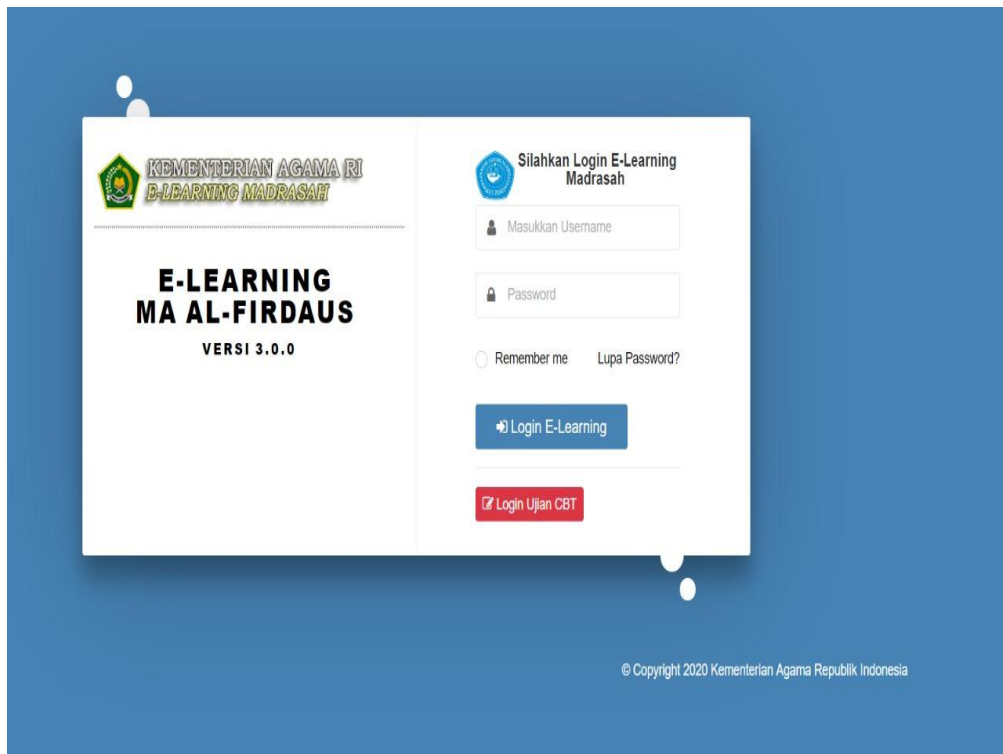 KEMENTERIAN AGAMA RI
E-LEARNING MADRASAH
E-LEARNING
MA AL-FIRDAUS
VERSI 3.0.0
Silahkan Login E-Learning
Madrasah
Masukkan Username
Password
Remember me Lupa Password?
Login E-Learning
Login Ujian CBT
© Copyright 2020 Kementerian Agama Republik Indonesia